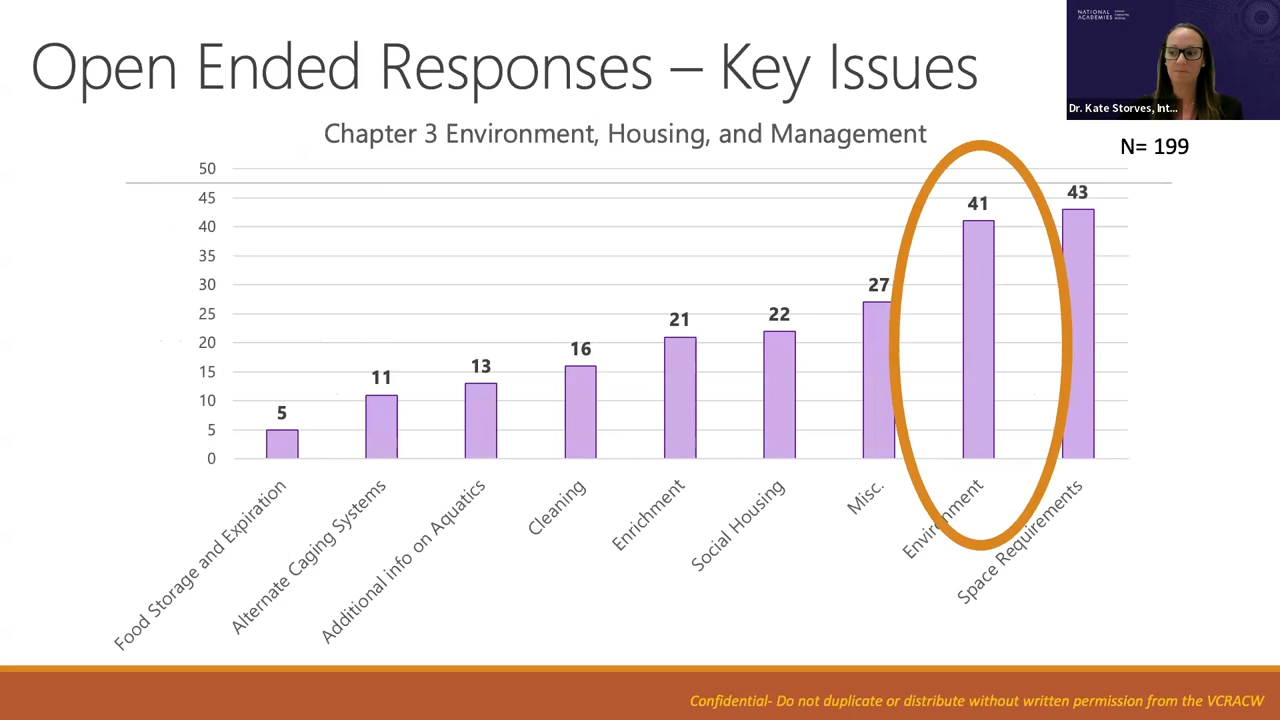 Open Ended Responses – Key Issues
NATIONAL
ACADEMIES
Dr. Kate Storves, Int...
Chapter 3 Environment, Housing, and Management
N= 199
50
45
40
35
30
25
20
15
10
5
0
5
11
13
16
21
22
27
41
43
Food Storage and Expiration
Alternate Caging Systems
Additional info on Aquatics
Cleaning
Enrichment
Social Housing
Misc.
Environment
Space Requirements
Confidential- Do not duplicate or distribute without written permission from the VCRACW